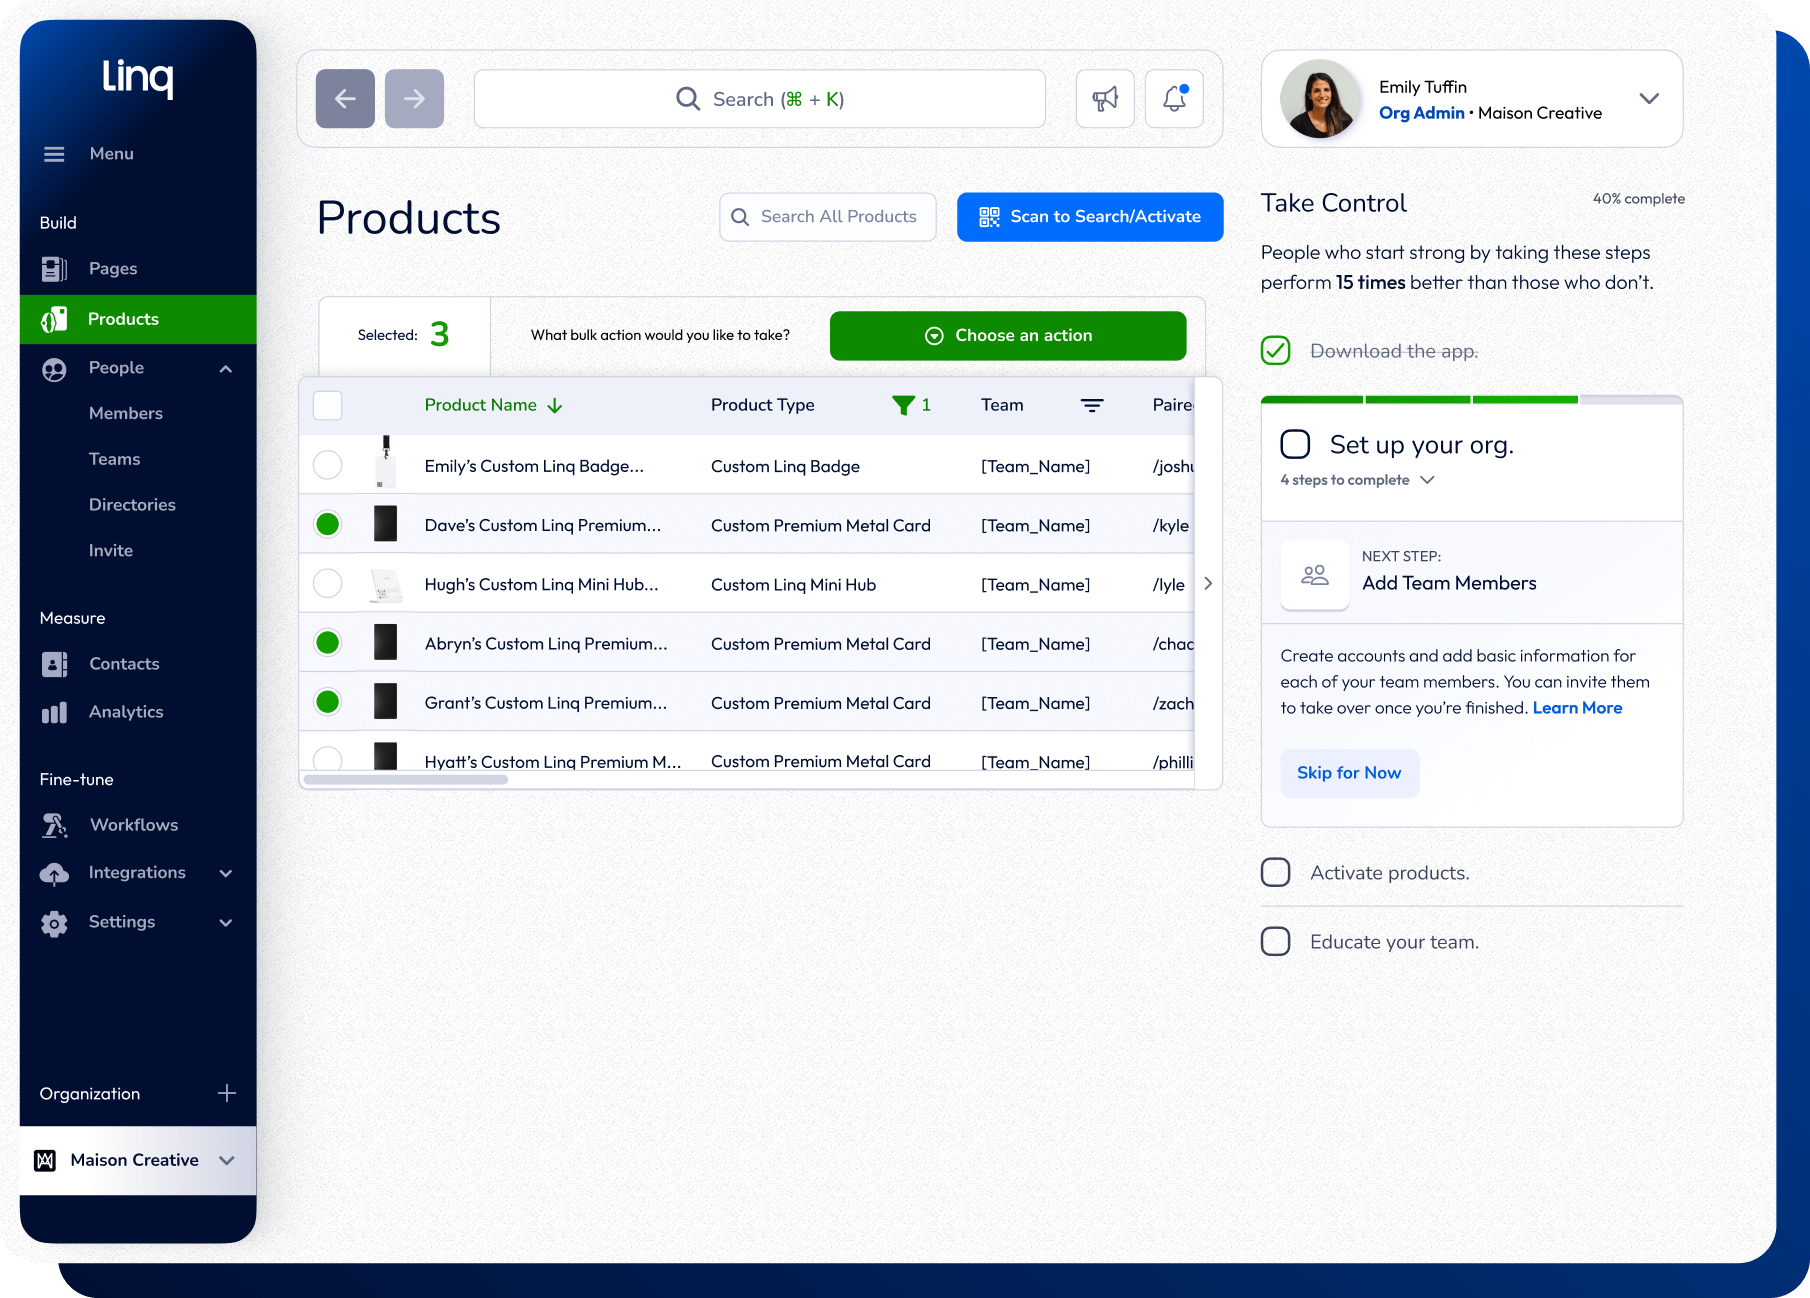 Linq
Menu
Build
Pages
Products
People
Members
Teams
Directories
Invite
Measure
Contacts
Analytics
Fine-tune
Workflows
Integrations
Settings
Organization
Maison Creative
Search (⌘ + K)
Emily Tuffin
Org Admin • Maison Creative
Products
Search All Products
Scan to Search/Activate
Selected: 3
What bulk action would you like to take?
Choose an action
Product Name
Product Type
1
Team
Paire
Emily’s Custom Linq Badge...
Custom Linq Badge
[Team_Name]
/joshu
Dave’s Custom Linq Premium...
Custom Premium Metal Card
[Team_Name]
/kyle
Hugh’s Custom Linq Mini Hub...
Custom Linq Mini Hub
[Team_Name]
/lyle
Abryn’s Custom Linq Premium...
Custom Premium Metal Card
[Team_Name]
/chac
Grant’s Custom Linq Premium...
Custom Premium Metal Card
[Team_Name]
/zach
Hyatt’s Custom Linq Premium M...
Custom Premium Metal Card
[Team_Name]
/philli
Take Control
40% complete
People who start strong by taking these steps
perform 15 times better than those who don’t.
Download the app.
Set up your org.
4 steps to complete
NEXT STEP:
Add Team Members
Create accounts and add basic information for
each of your team members. You can invite them
to take over once you’re finished. Learn More
Skip for Now
Activate products.
Educate your team.